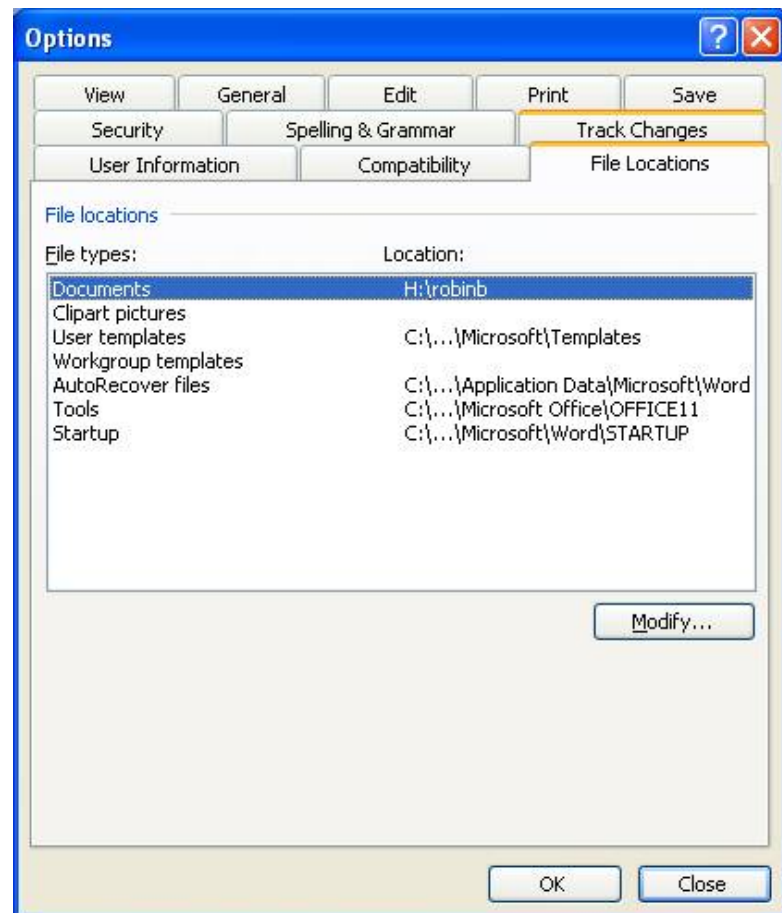 Options
View General Edit Print Save
Security Spelling & Grammar Track Changes
User Information Compatibility File Locations
File locations
File types: Location:
Documents H:\robinb
Clipart pictures
User templates C:\...\Microsoft\Templates
Workgroup templates
AutoRecover files C:\...\Application Data\Microsoft\Word
Tools C:\...\Microsoft Office\OFFICE11
Startup C:\...\Microsoft\Word\STARTUP
Modify...
OK Close